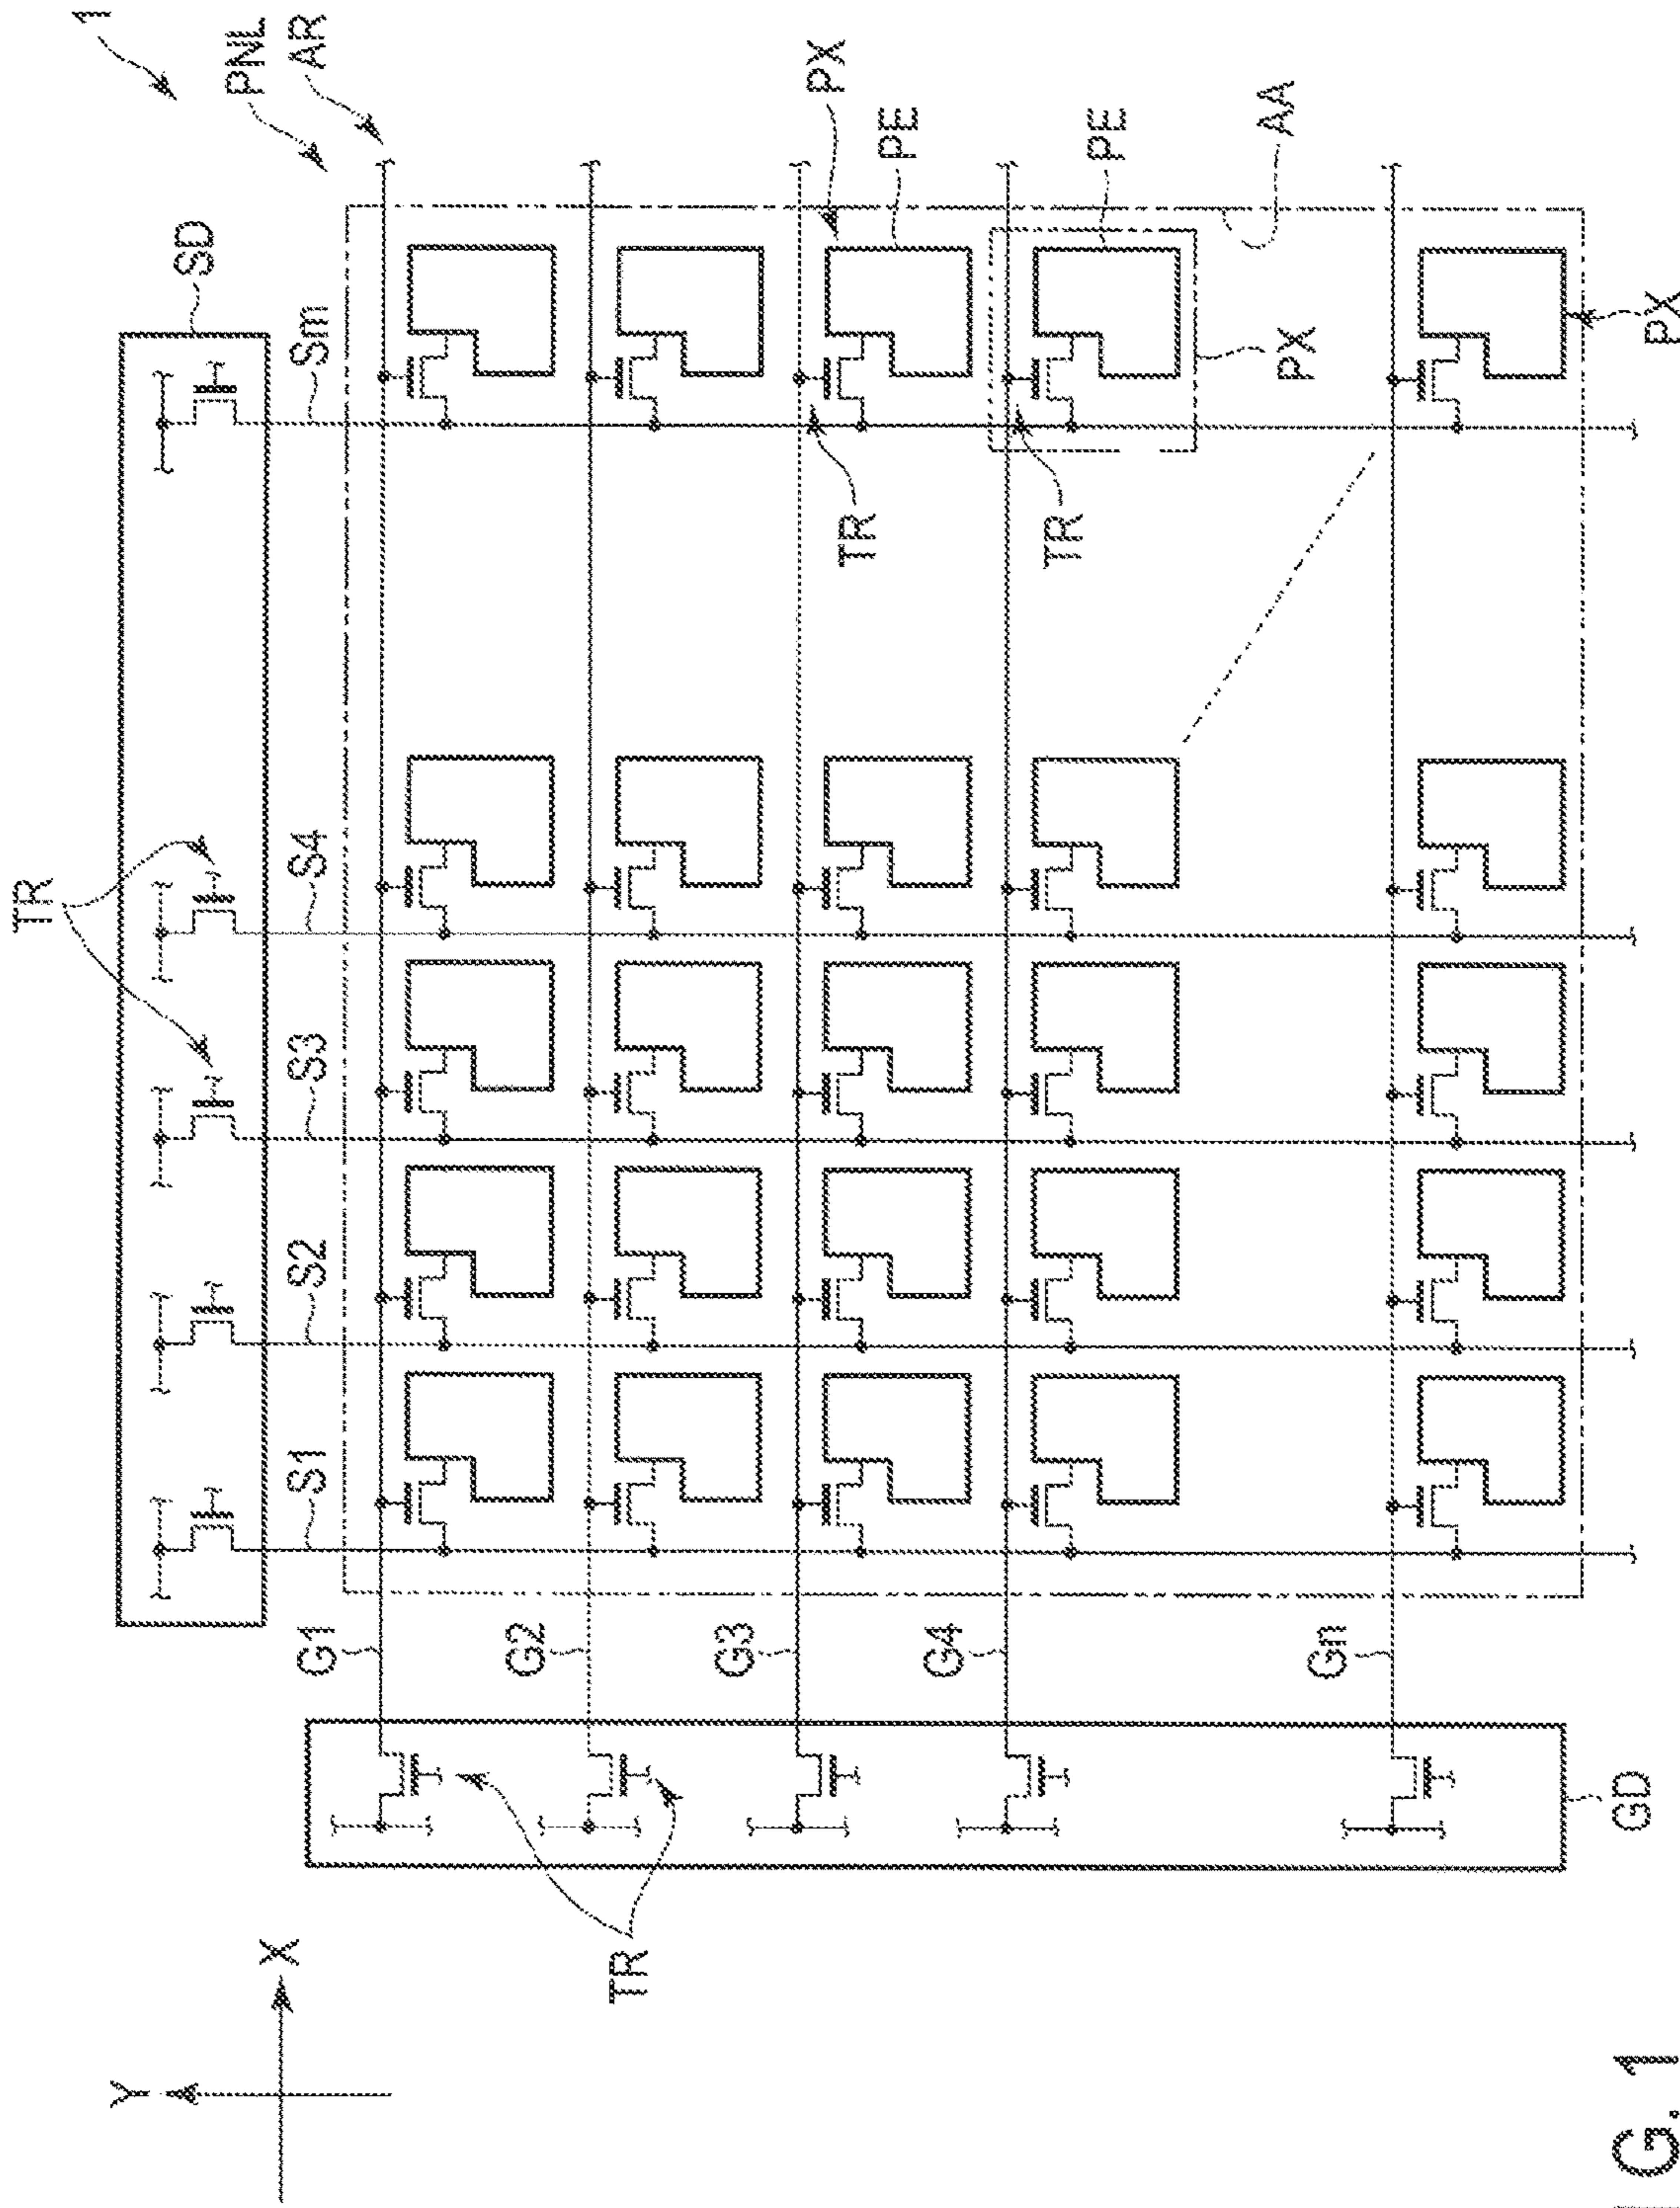 1
PNL
AR
SD
TR
Sm
S4
S3
S2
S1
PX
PE
PE
AA
TR
TR
PX
PX
G1
G2
G3
G4
Gn
GD
TR
Y
X
G. 1